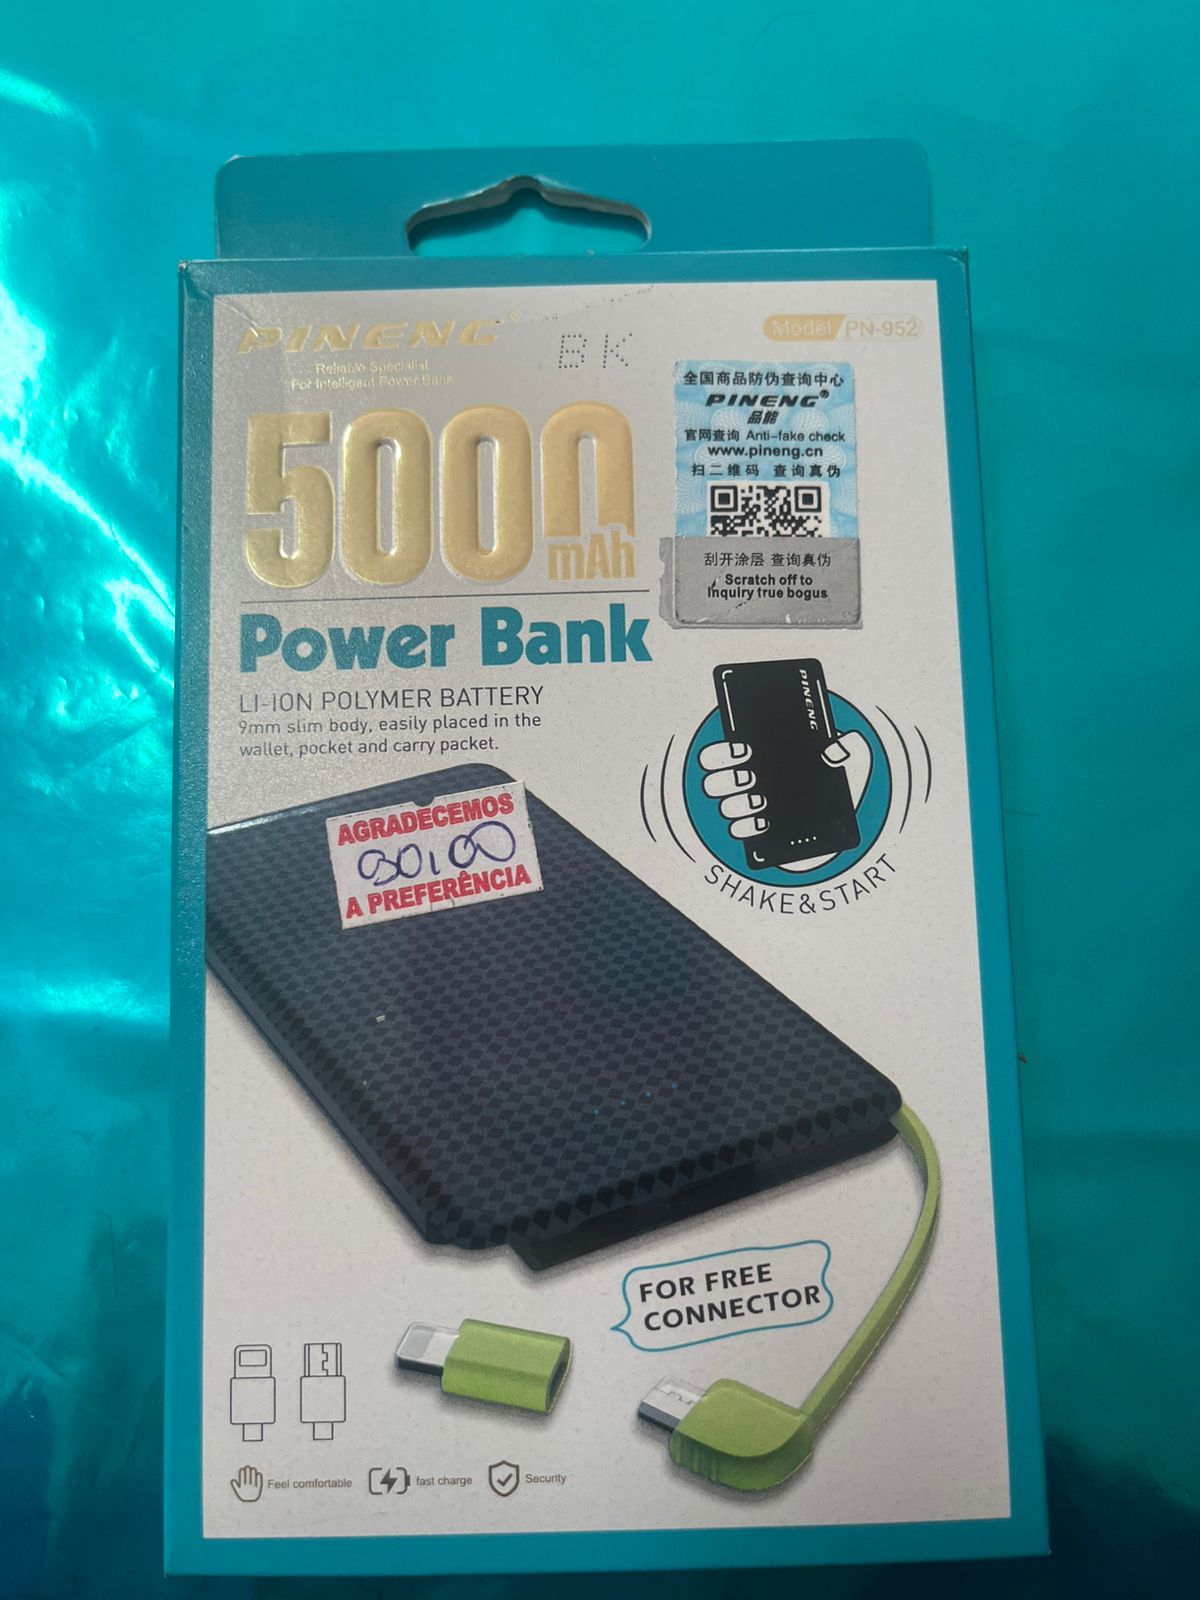 PINENG®
Reliable Specialist
For Intelligent Power Bank
BK
Model PN-952
5000
mAh
Power Bank
LI-ION POLYMER BATTERY
9mm slim body, easily placed in the
wallet, pocket and carry packet.
全国商品防伪查询中心
PINENG®
品能
官网查询 Anti-fake check
www.pineng.cn
扫二维码 查询真伪
刮开涂层 查询真伪
Scratch off to
Inquiry true bogus
PINENG
SHAKE&START
AGRADECEMOS
90,00
A PREFERÊNCIA
FOR FREE
CONNECTOR
Feel comfortable
fast charge
Security